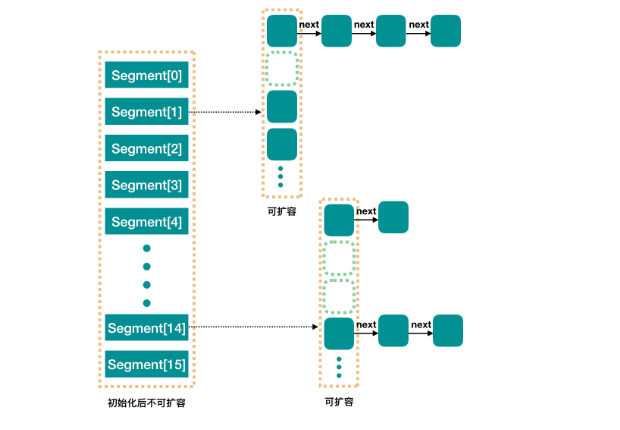 next next next
Segment[0]
Segment[1]
Segment[2]
Segment[3]
Segment[4]
可扩容
next
Segment[14]
next next
Segment[15]
初始化后不可扩容
可扩容